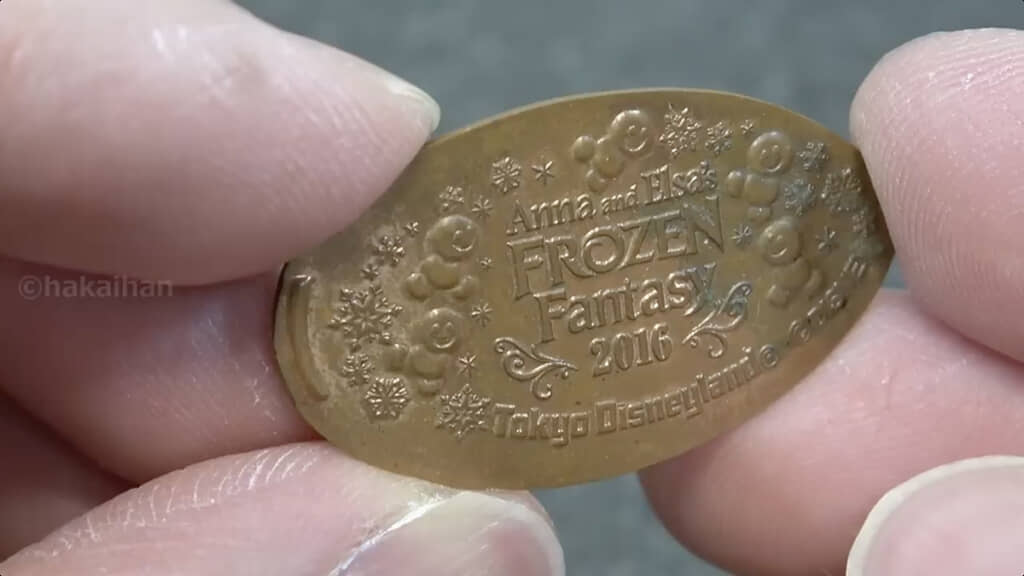 Anna and Elsa's
FROZEN
Fantasy
2016
Tokyo Disneyland®
©hakaihan